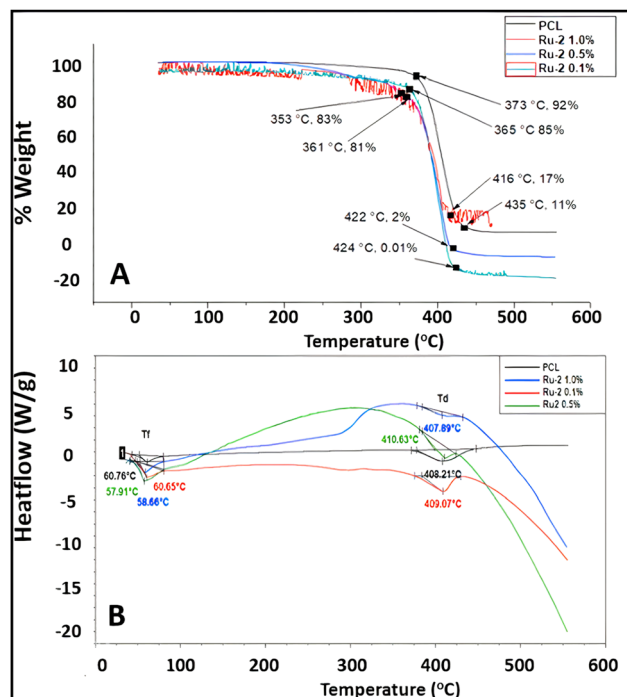 PCL
Ru-2 1.0%
Ru-2 0.5%
Ru-2 0.1%
100
80
60
40
20
0
-20
% Weight
373 °C, 92%
353 °C, 83%
365 °C 85%
361 °C, 81%
416 °C, 17%
435 °C, 11%
422 °C, 2%
424 °C, 0.01%
A
0 100 200 300 400 500 600
Temperature (°C)
10
5
0
-5
-10
-15
-20
Heatflow (W/g)
PCL
Ru-2 1.0%
Ru-2 0.1%
Ru2 0.5%
Td
407.89°C
Tf
410.63°C
60.76°C
60.65°C
408.21°C
57.91°C
58.66°C
409.07°C
B
0 100 200 300 400 500 600
Temperature (°C)